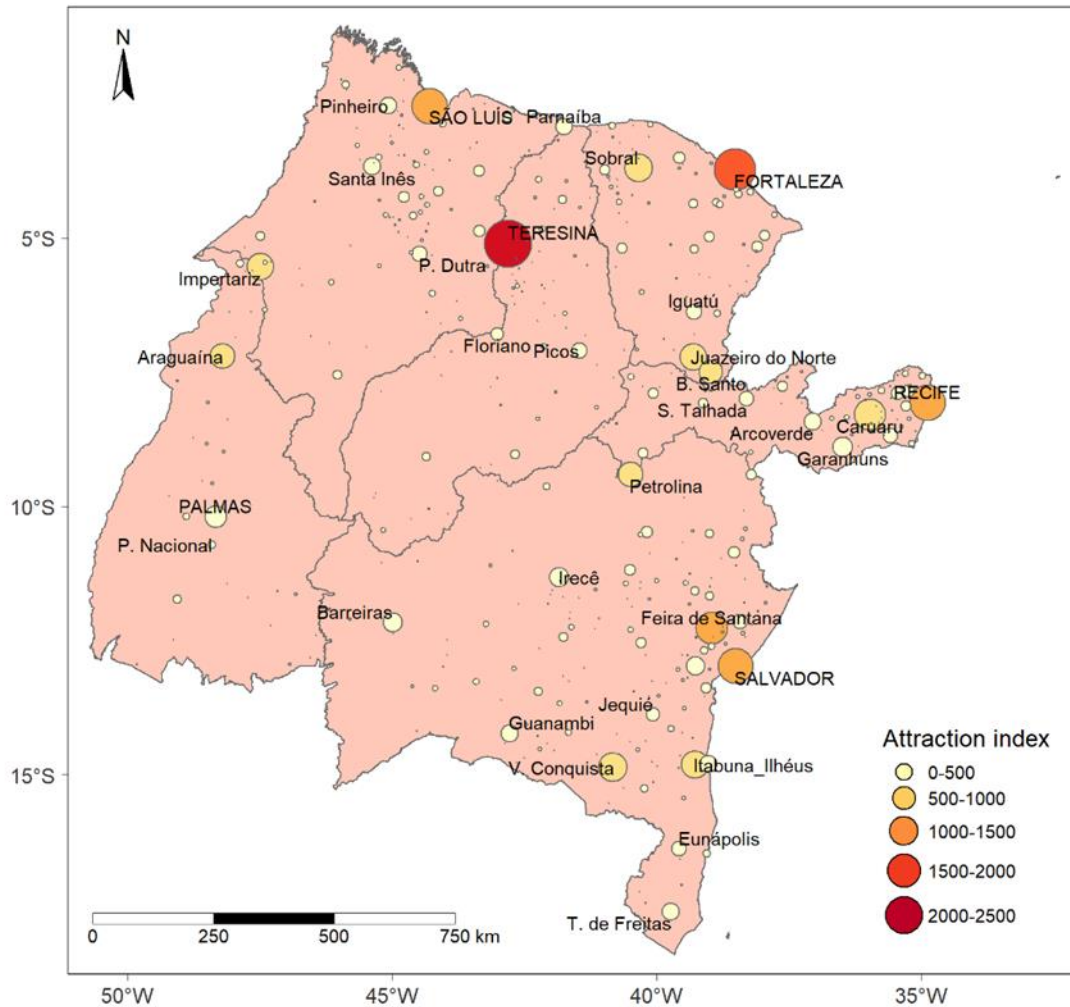 N
Pinheiro
SÃO LUÍS
Parnaíba
Sobral
Santa Inês
FORTALEZA
5°S
TERESINA
P. Dutra
Impertariz
Iguatú
Floriano
Picos
Araguaína
Juazeiro do Norte
B. Santo
RECIFE
S. Talhada
Arcoverde
Caruaru
Garanhuns
Petrolina
10°S
PALMAS
P. Nacional
Irecê
Barreiras
Feira de Santana
SALVADOR
Jequié
Guanambi
15°S
V. Conquista
Itabuna_Ilhéus
Eunápolis
T. de Freitas
Attraction index
0-500
500-1000
1000-1500
1500-2000
2000-2500
0 250 500 750 km
50°W 45°W 40°W 35°W